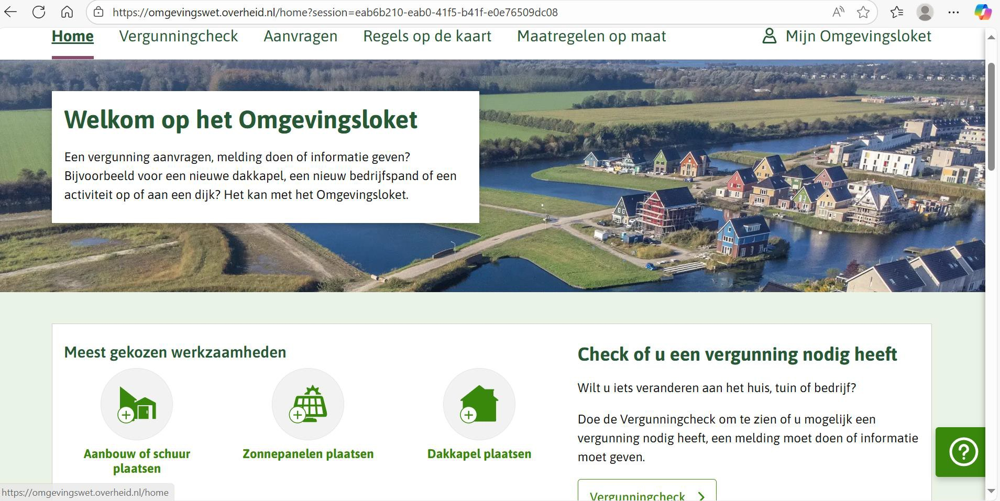 https://omgevingswet.overheid.nl/home?session=eab6b210-eab0-41f5-b41f-e0e76509dc08
Home Vergunningcheck Aanvragen Regels op de kaart Maatregelen op maat Mijn Omgevingsloket
Welkom op het Omgevingsloket
Een vergunning aanvragen, melding doen of informatie geven?
Bijvoorbeeld voor een nieuwe dakkapel, een nieuw bedrijfspand of een
activiteit op of aan een dijk? Het kan met het Omgevingsloket.
Meest gekozen werkzaamheden
Aanbouw of schuur
plaatsen
Zonnepanelen plaatsen
Dakkapel plaatsen
Check of u een vergunning nodig heeft
Wilt u iets veranderen aan het huis, tuin of bedrijf?
Doe de Vergunningcheck om te zien of u mogelijk een
vergunning nodig heeft, een melding moet doen of informatie
moet geven.
Vergunningcheck
https://omgevingswet.overheid.nl/home